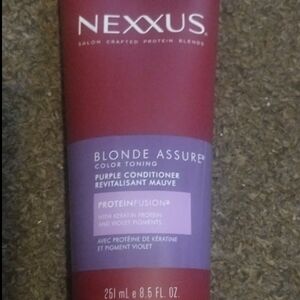 NEXXUS
SALON CRAFTED PROTEIN BLENDS
BLONDE ASSURE®
COLOR TONING
PURPLE CONDITIONER
REVITALISANT MAUVE
PROTEINFUSION®
WITH KERATIN PROTEIN
AND VIOLET PIGMENTS
AVEC PROTÉINE DE KÉRATINE
ET PIGMENT VIOLET
251 mL e 8.5 FL. OZ.